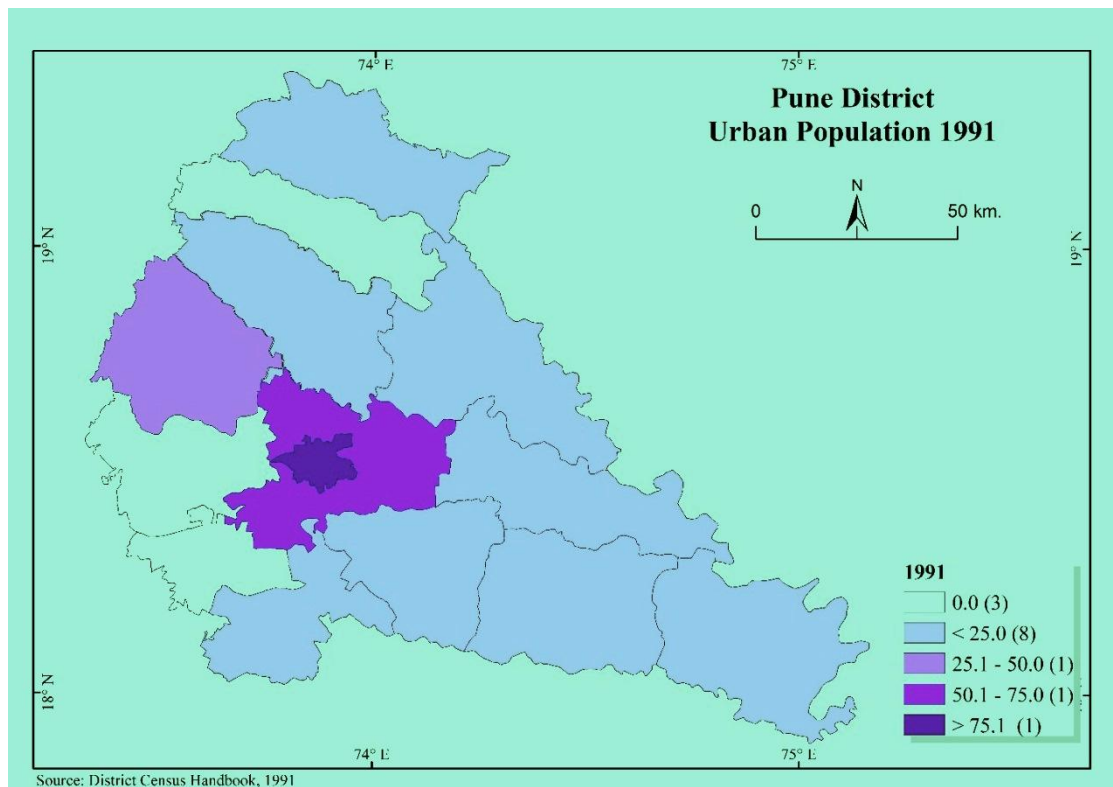 74° E
75° E
Pune District
Urban Population 1991
N
0 50 km.
19° N
19° N
1991
0.0 (3)
< 25.0 (8)
25.1 - 50.0 (1)
50.1 - 75.0 (1)
> 75.1 (1)
18° N
74° E
75° E
Source: District Census Handbook, 1991